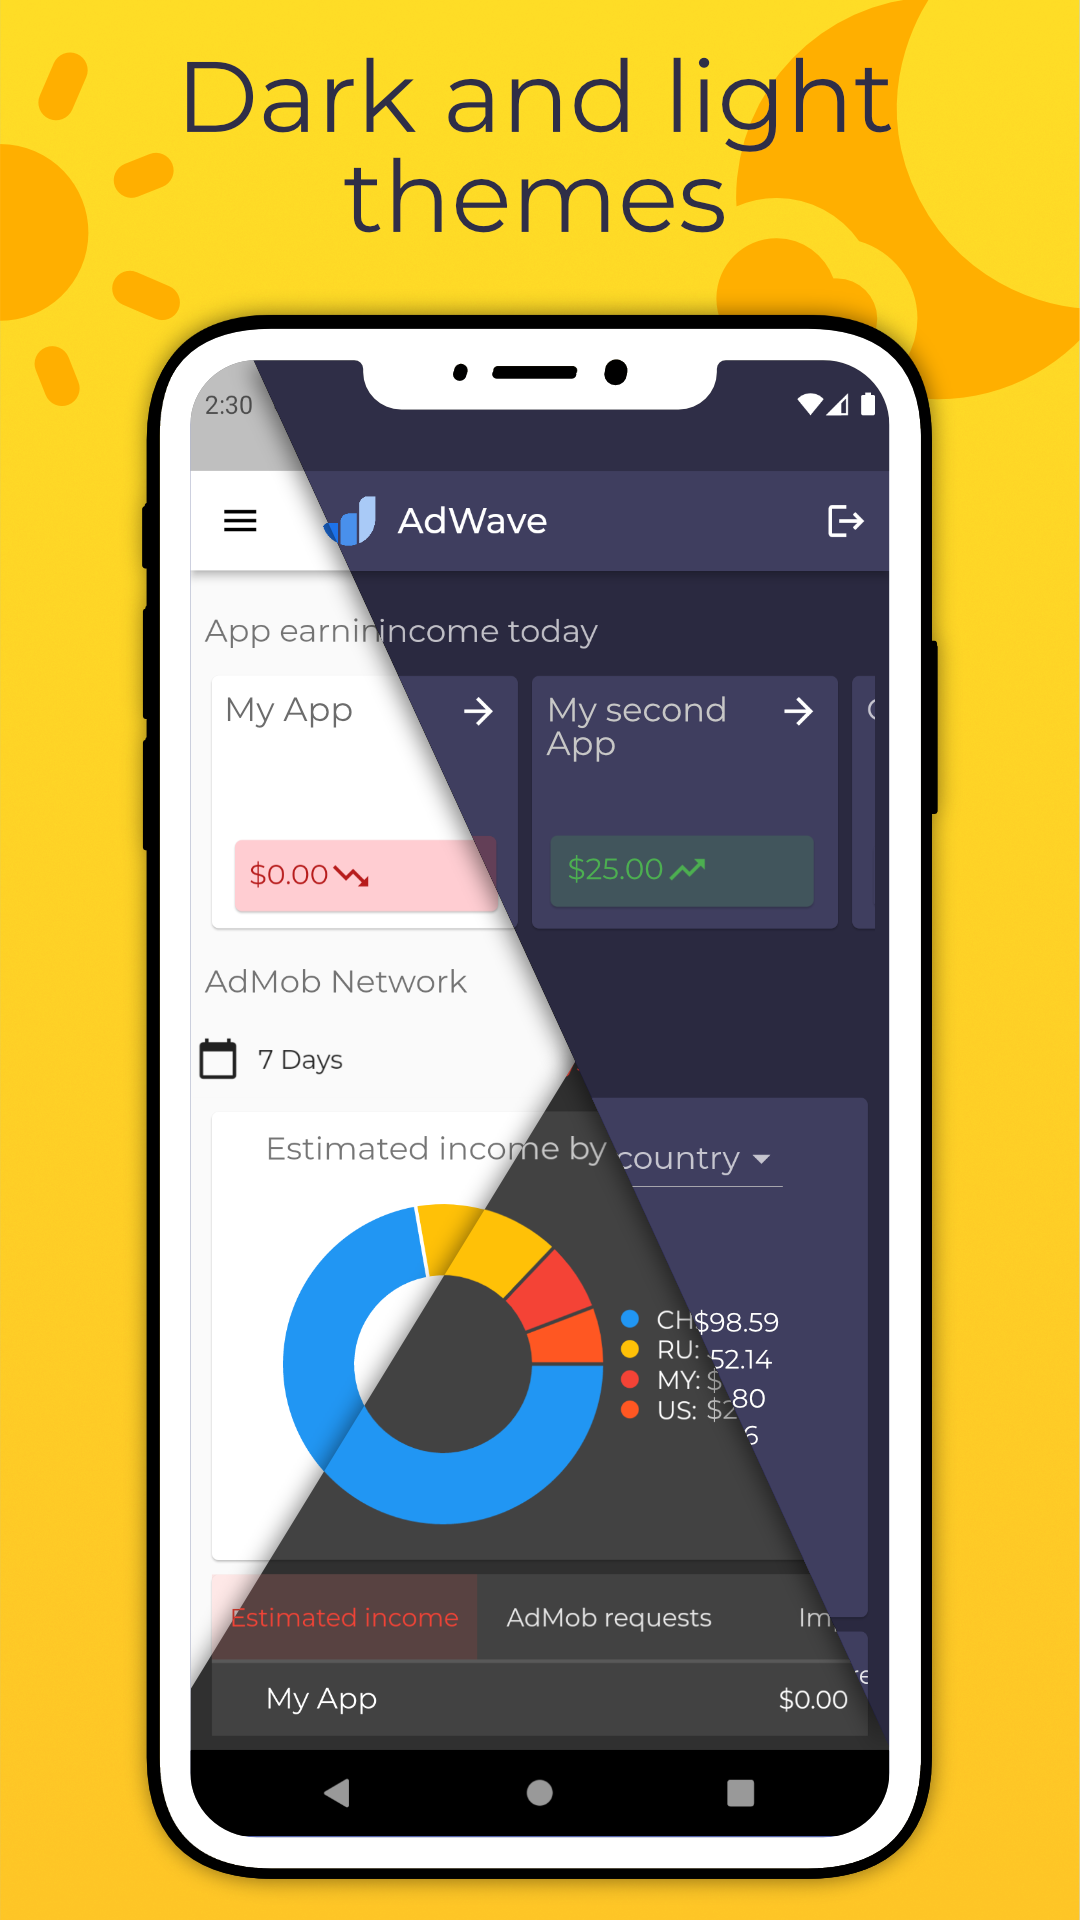 Dark and light
themes
2:30
AdWave
App earnin income today
My App
My second
App
$0.00
$25.00
AdMob Network
7 Days
Estimated income by country
CH $98.59
RU: 52.14
MY: $ 80
US: $2 6
Estimated income
AdMob requests
Im
My App
$0.00